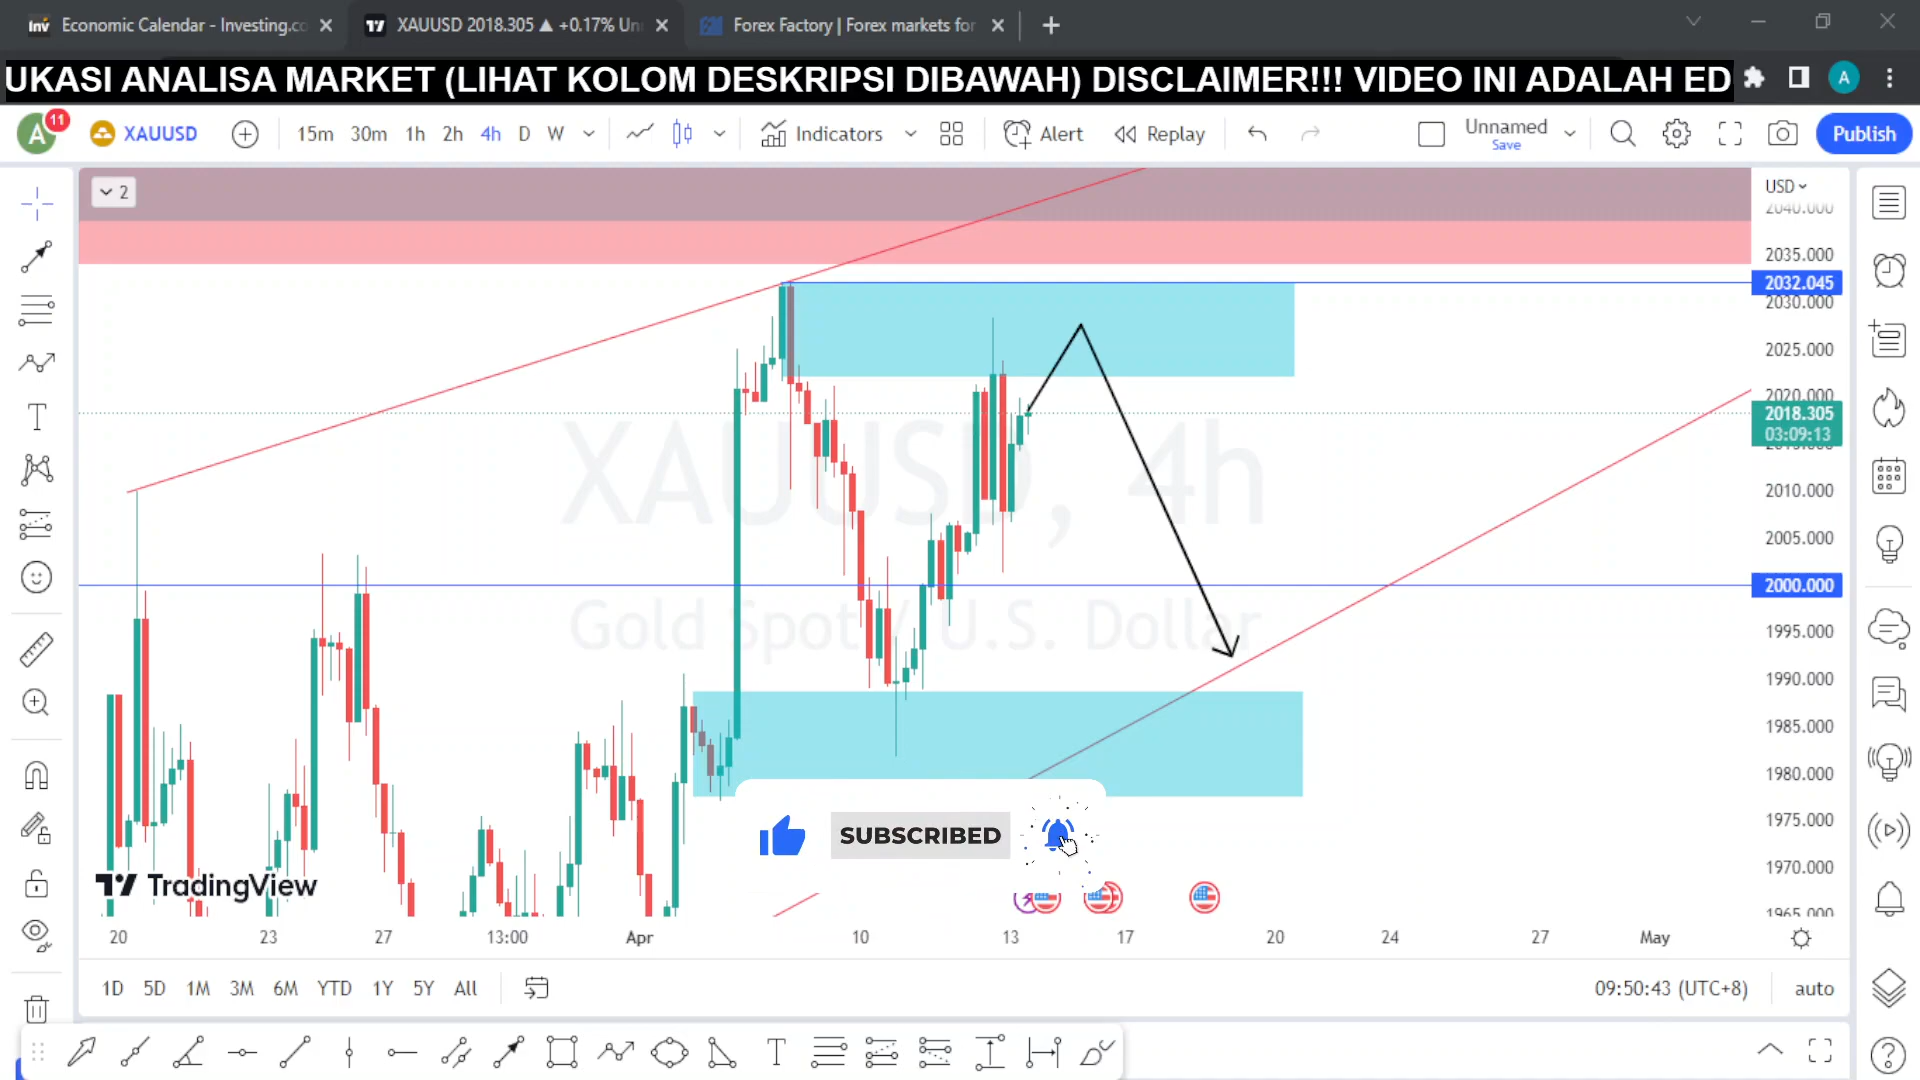 Economic Calendar - Investing.co
XAUUSD 2018.305 ▲ +0.17% Un
Forex Factory | Forex markets for
UKASI ANALISA MARKET (LIHAT KOLOM DESKRIPSI DIBAWAH) DISCLAIMER!!! VIDEO INI ADALAH ED
A
A 11
XAUUSD
15m 30m 1h 2h 4h D W
Indicators
Alert
Replay
Unnamed
Save
Publish
2
USD
2040.000
2035.000
2032.045
2030.000
2025.000
2020.000
2018.305
03:09:13
2010.000
2005.000
2000.000
1995.000
1990.000
1985.000
1980.000
1975.000
1970.000
1965.000
XAUUSD, 4h
Gold Spot / U.S. Dollar
SUBSCRIBED
TradingView
20 23 27 13:00 Apr 10 13 17 20 24 27 May
1D 5D 1M 3M 6M YTD 1Y 5Y All
09:50:43 (UTC+8) auto
T